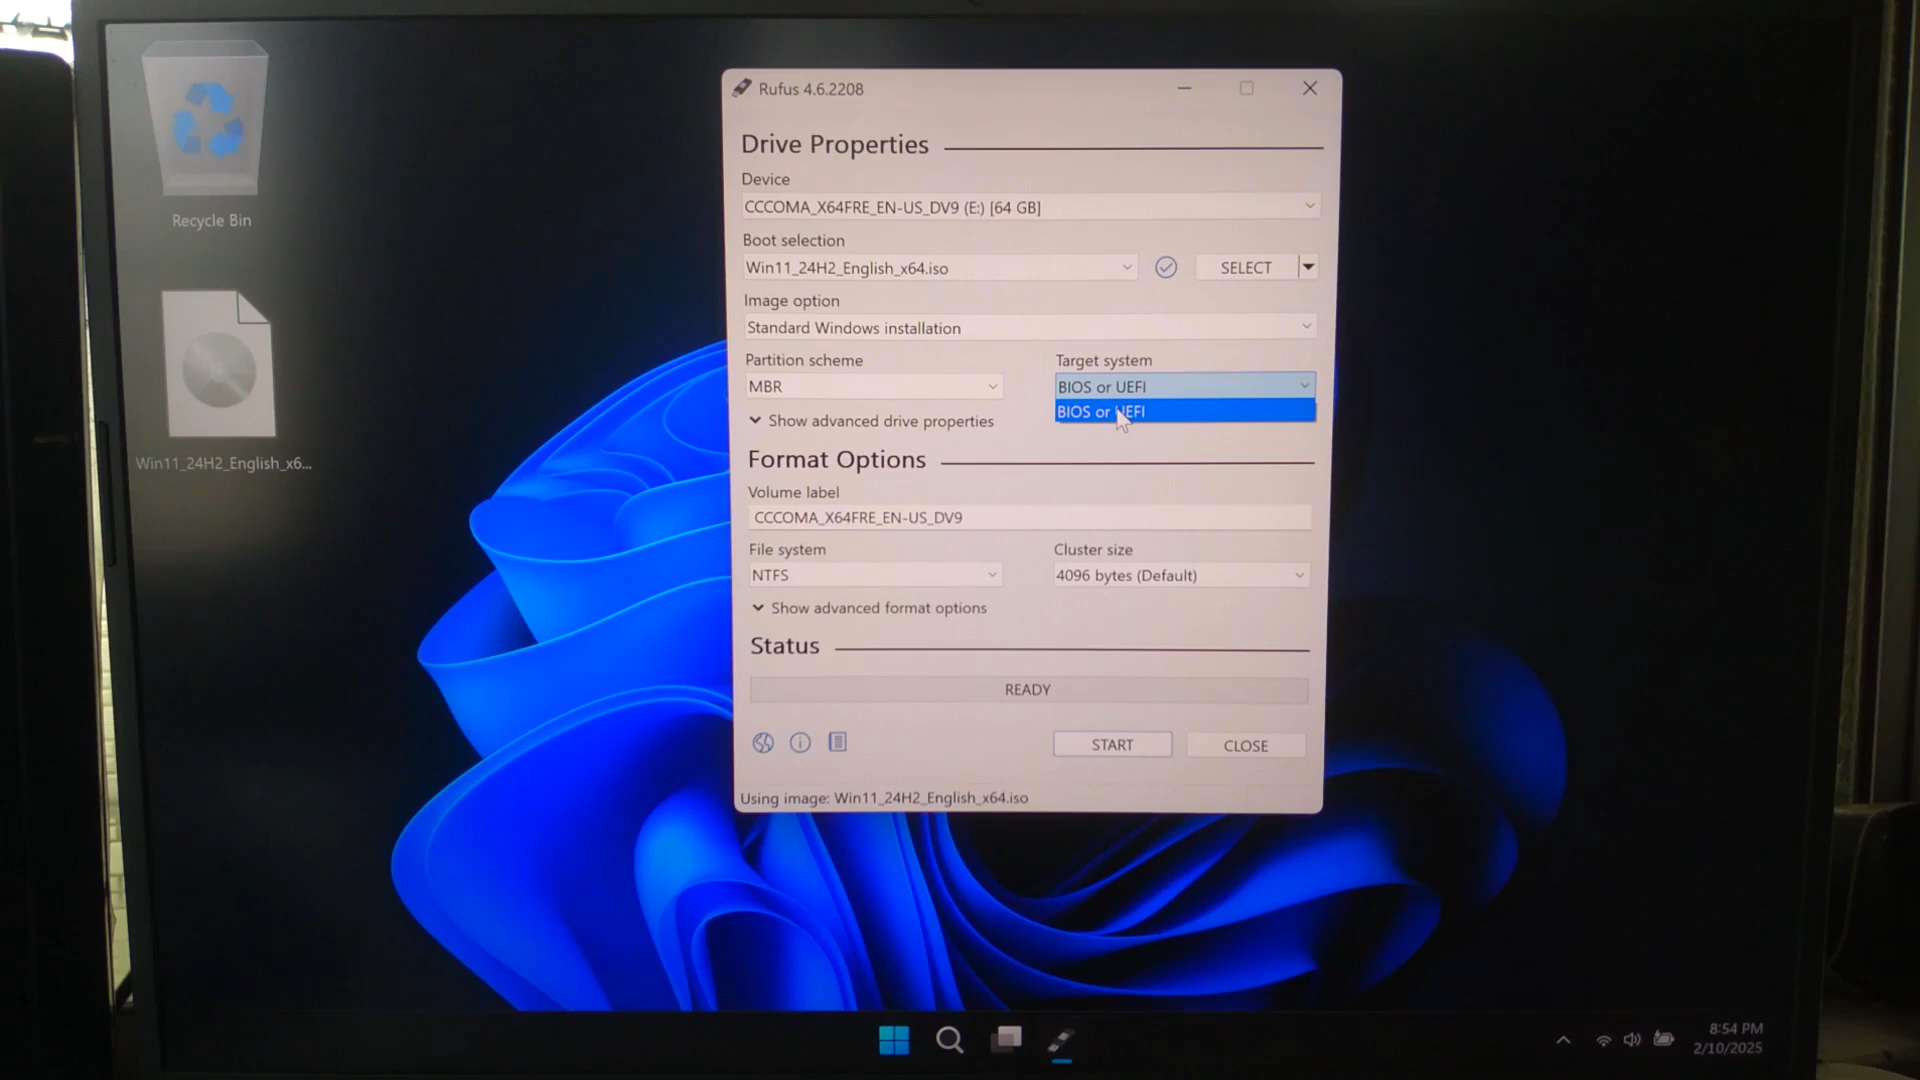 Recycle Bin
Win11_24H2_English_x6...
Rufus 4.6.2208
Drive Properties
Device
CCCOMA_X64FRE_EN-US_DV9 (E:) [64 GB]
Boot selection
Win11_24H2_English_x64.iso
SELECT
Image option
Standard Windows installation
Partition scheme
Target system
MBR
BIOS or UEFI
BIOS or UEFI
Show advanced drive properties
Format Options
Volume label
CCCOMA_X64FRE_EN-US_DV9
File system
Cluster size
NTFS
4096 bytes (Default)
Show advanced format options
Status
READY
START
CLOSE
Using image: Win11_24H2_English_x64.iso
8:54 PM
2/10/2025